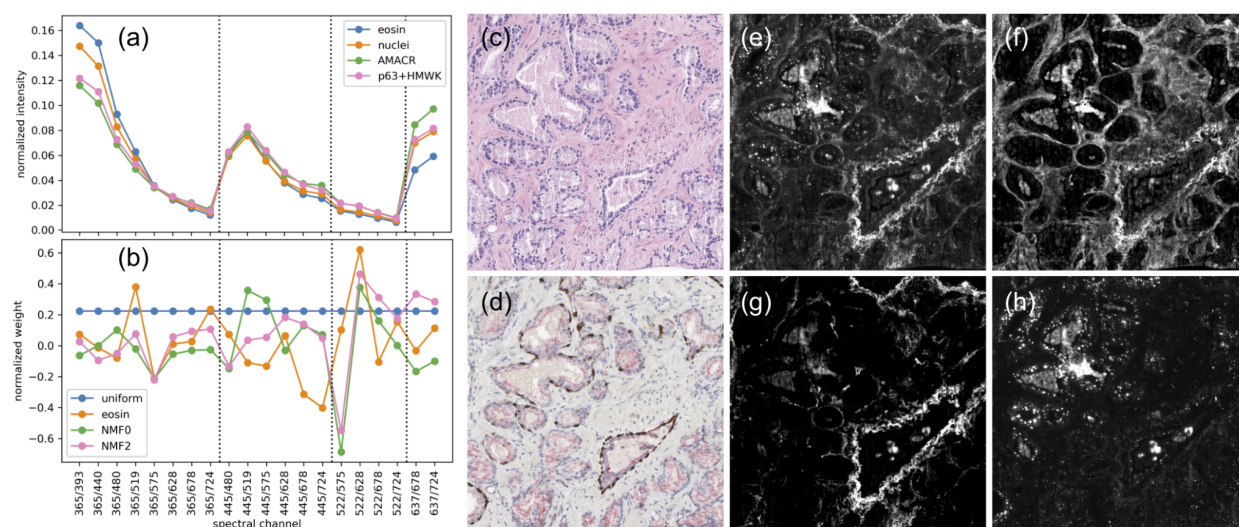 (a)
eosin
nuclei
AMACR
p63+HMWK
normalized intensity
0.16
0.14
0.12
0.10
0.08
0.06
0.04
0.02
0.00
(b)
normalized weight
0.6
0.4
0.2
0.0
−0.2
−0.4
−0.6
uniform
eosin
NMF0
NMF2
365/393
365/440
365/480
365/519
365/575
365/628
365/678
365/724
445/480
445/519
445/575
445/628
445/678
445/724
522/575
522/628
522/678
522/724
637/678
637/724
spectral channel
(c)
(d)
(e)
(f)
(g)
(h)